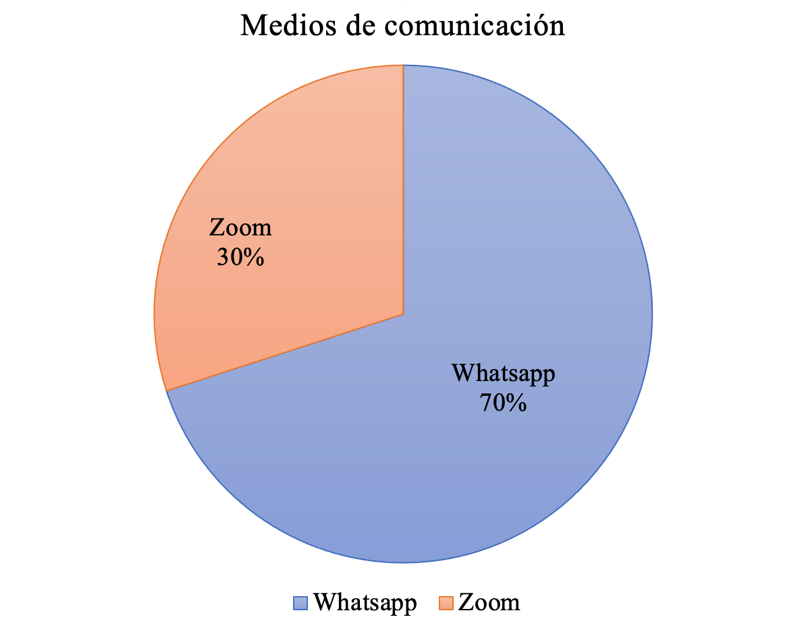 Medios de comunicación
Zoom
30%
Whatsapp
70%
Whatsapp Zoom